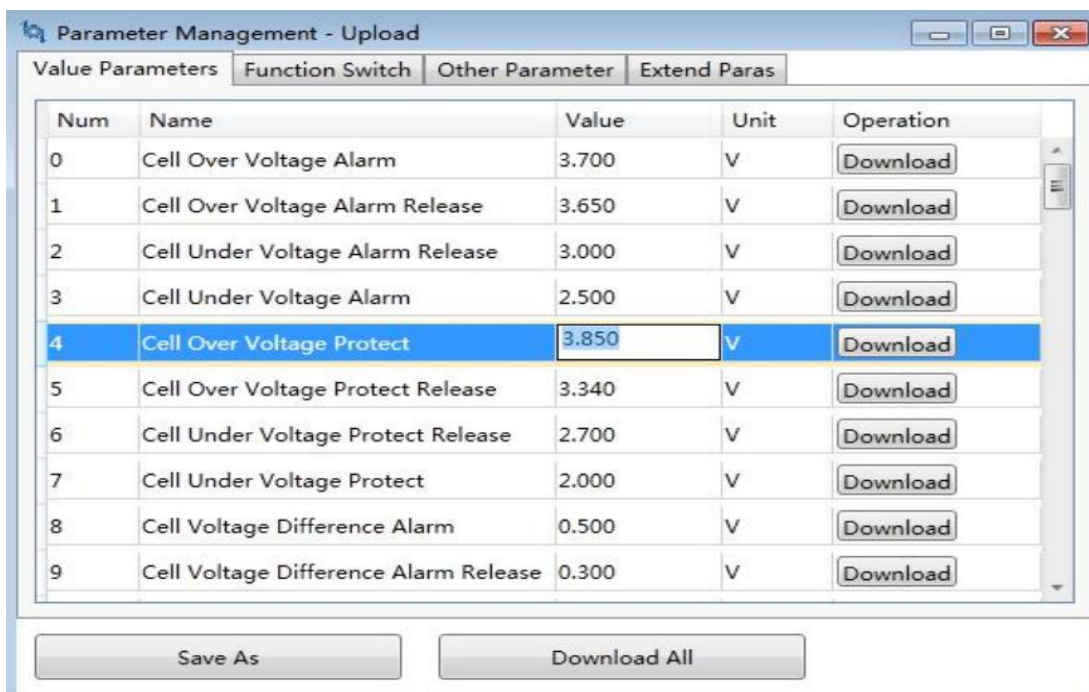 Parameter Management - Upload
Value Parameters Function Switch Other Parameter Extend Paras
Num Name Value Unit Operation
0 Cell Over Voltage Alarm 3.700 V Download
1 Cell Over Voltage Alarm Release 3.650 V Download
2 Cell Under Voltage Alarm Release 3.000 V Download
3 Cell Under Voltage Alarm 2.500 V Download
4 Cell Over Voltage Protect 3.850 V Download
5 Cell Over Voltage Protect Release 3.340 V Download
6 Cell Under Voltage Protect Release 2.700 V Download
7 Cell Under Voltage Protect 2.000 V Download
8 Cell Voltage Difference Alarm 0.500 V Download
9 Cell Voltage Difference Alarm Release 0.300 V Download
Save As Download All